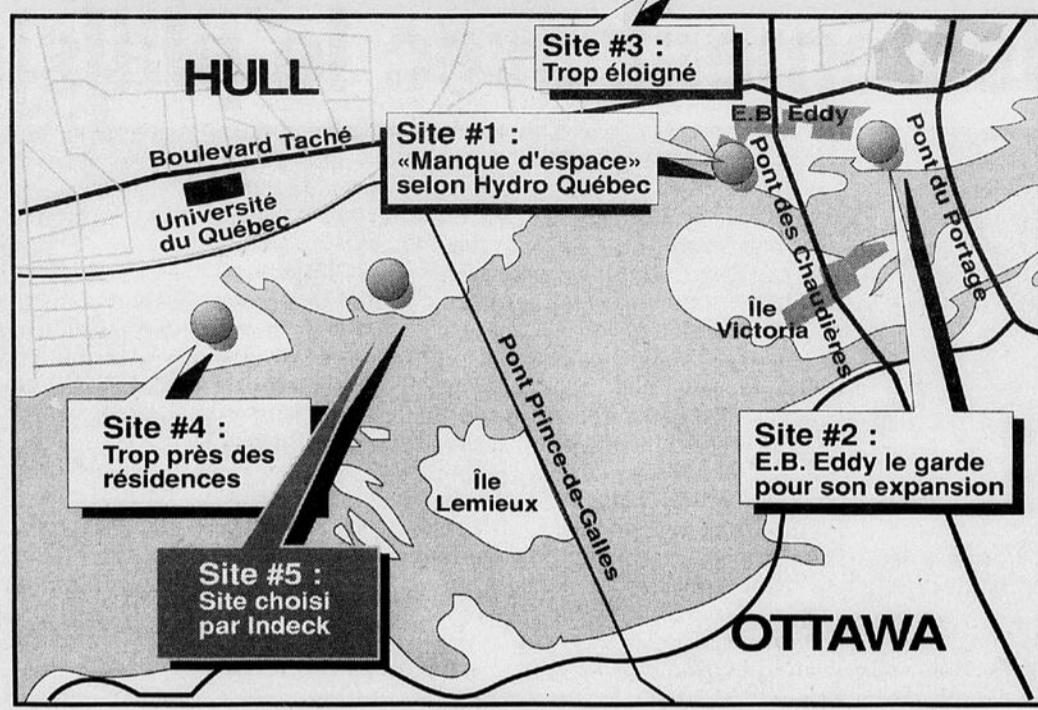 Site #3 :
Trop éloigné
HULL
E.B. Eddy
Site #1 :
«Manque d'espace»
selon Hydro Québec
Boulevard Taché
Université
du Québec
Pont des Chaudières
Pont du Portage
Île
Victoria
Pont Prince-de-Galles
Site #4 :
Trop près des
résidences
Site #2 :
E.B. Eddy le garde
pour son expansion
Île
Lemieux
Site #5 :
Site choisi
par Indeck
OTTAWA